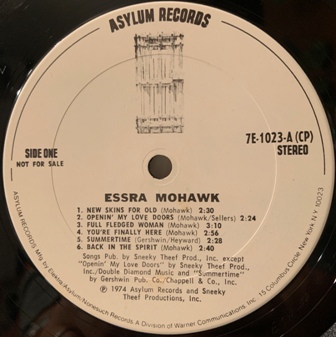 ASYLUM RECORDS
7E-1023-A (CP)
STEREO
SIDE ONE
NOT FOR SALE
ESSRA MOHAWK
1. NEW SKINS FOR OLD (Mohawk) 2:30
2. OPENIN' MY LOVE DOORS (Mohawk/Sellers) 2:24
3. FULL FLEDGED WOMAN (Mohawk) 3:10
4. YOU'RE FINALLY HERE (Mohawk) 2:56
5. SUMMERTIME (Gershwin/Heyward) 2:28
6. BACK IN THE SPIRIT (Mohawk) 2:40
Songs Pub. by Sneeky Theef Prod., Inc. except
"Openin' My Love Doors" by Sneeky Theef Prod.,
Inc./Double Diamond Music and "Summertime"
by Gershwin Pub. Co./Chappell & Co., Inc.
℗ 1974 Asylum Records and Sneeky
Theef Productions, Inc.
ASYLUM RECORDS Mfg. by Elektra/Asylum/Nonesuch Records A Division of Warner Communications Inc. 15 Columbus Circle, New York, N.Y. 10023